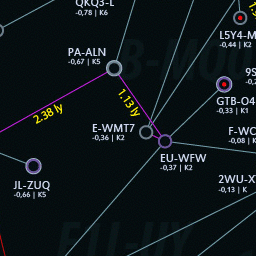 QKQ3-L
-0,78 | K6
L5Y4-M
-0,44 | K2
PA-ALN
-0,67 | K5
1.13 ly
2.38 ly
GTB-O4
-0,33 | K1
E-WMT7
-0,36 | K2
-0,08 | K
EU-WFW
-0,37 | K2
JL-ZUQ
-0,66 | K5
2WU-X
-0,13 | K